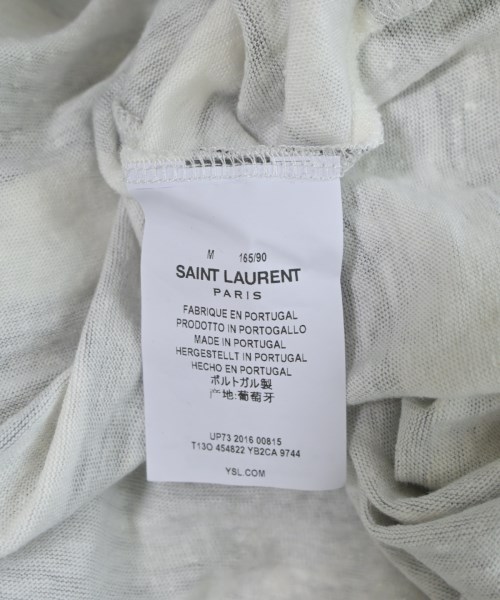 M 165/90
SAINT LAURENT
PARIS
FABRIQUE EN PORTUGAL
PRODOTTO IN PORTOGALLO
MADE IN PORTUGAL
HERGESTELLT IN PORTUGAL
HECHO EN PORTUGAL
ポルトガル製
产地:葡萄牙
UP73 2016 00815
T13O 454822 YB2CA 9744
YSL.COM